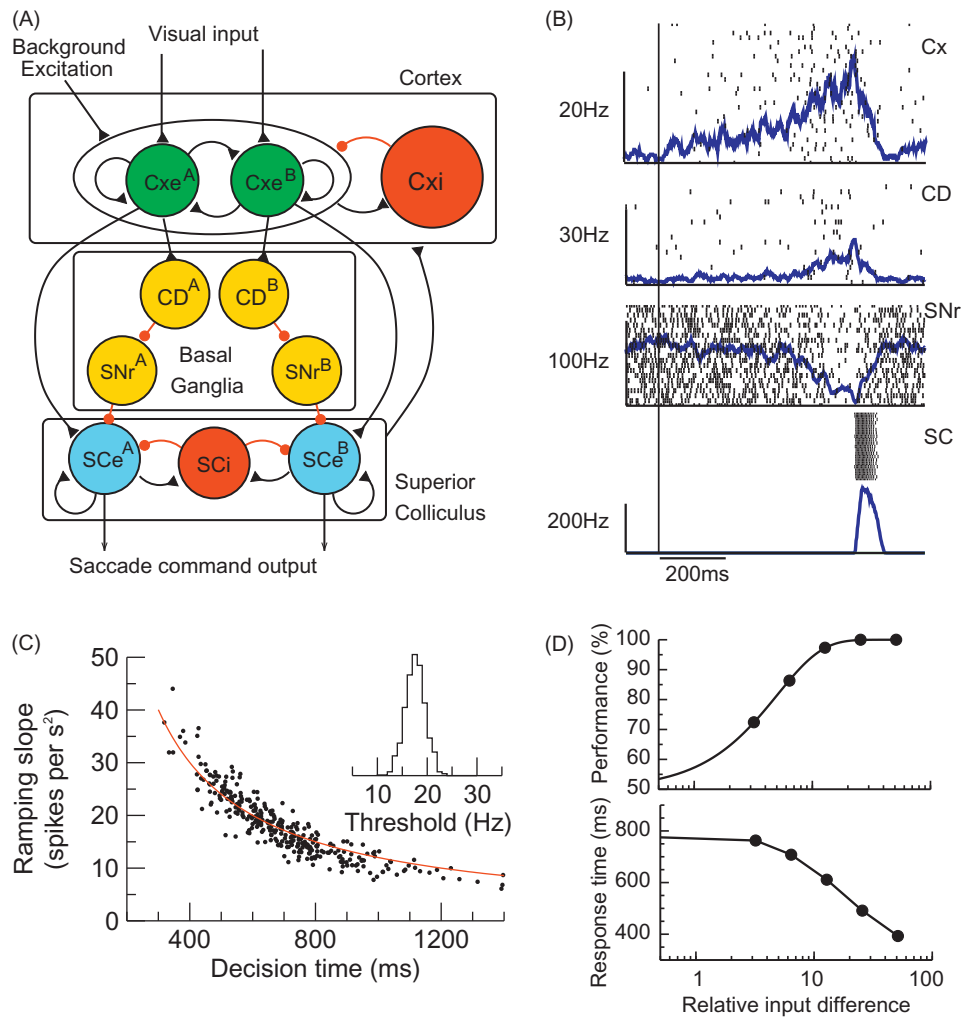 (A)
Visual input
Background
Excitation
Cortex
Cxe^A
Cxe^B
Cxi
CD^A
CD^B
SNr^A
Basal
Ganglia
SNr^B
SCe^A
SCi
SCe^B
Superior
Colliculus
Saccade command output
(B)
Cx
20Hz
CD
30Hz
SNr
100Hz
SC
200Hz
200ms
(C)
50
40
30
20
10
0
Ramping slope
(spikes per s²)
10 20 30
Threshold (Hz)
400 800 1200
Decision time (ms)
(D)
100
90
80
70
60
50
Performance (%)
800
600
400
Response time (ms)
1 10 100
Relative input difference